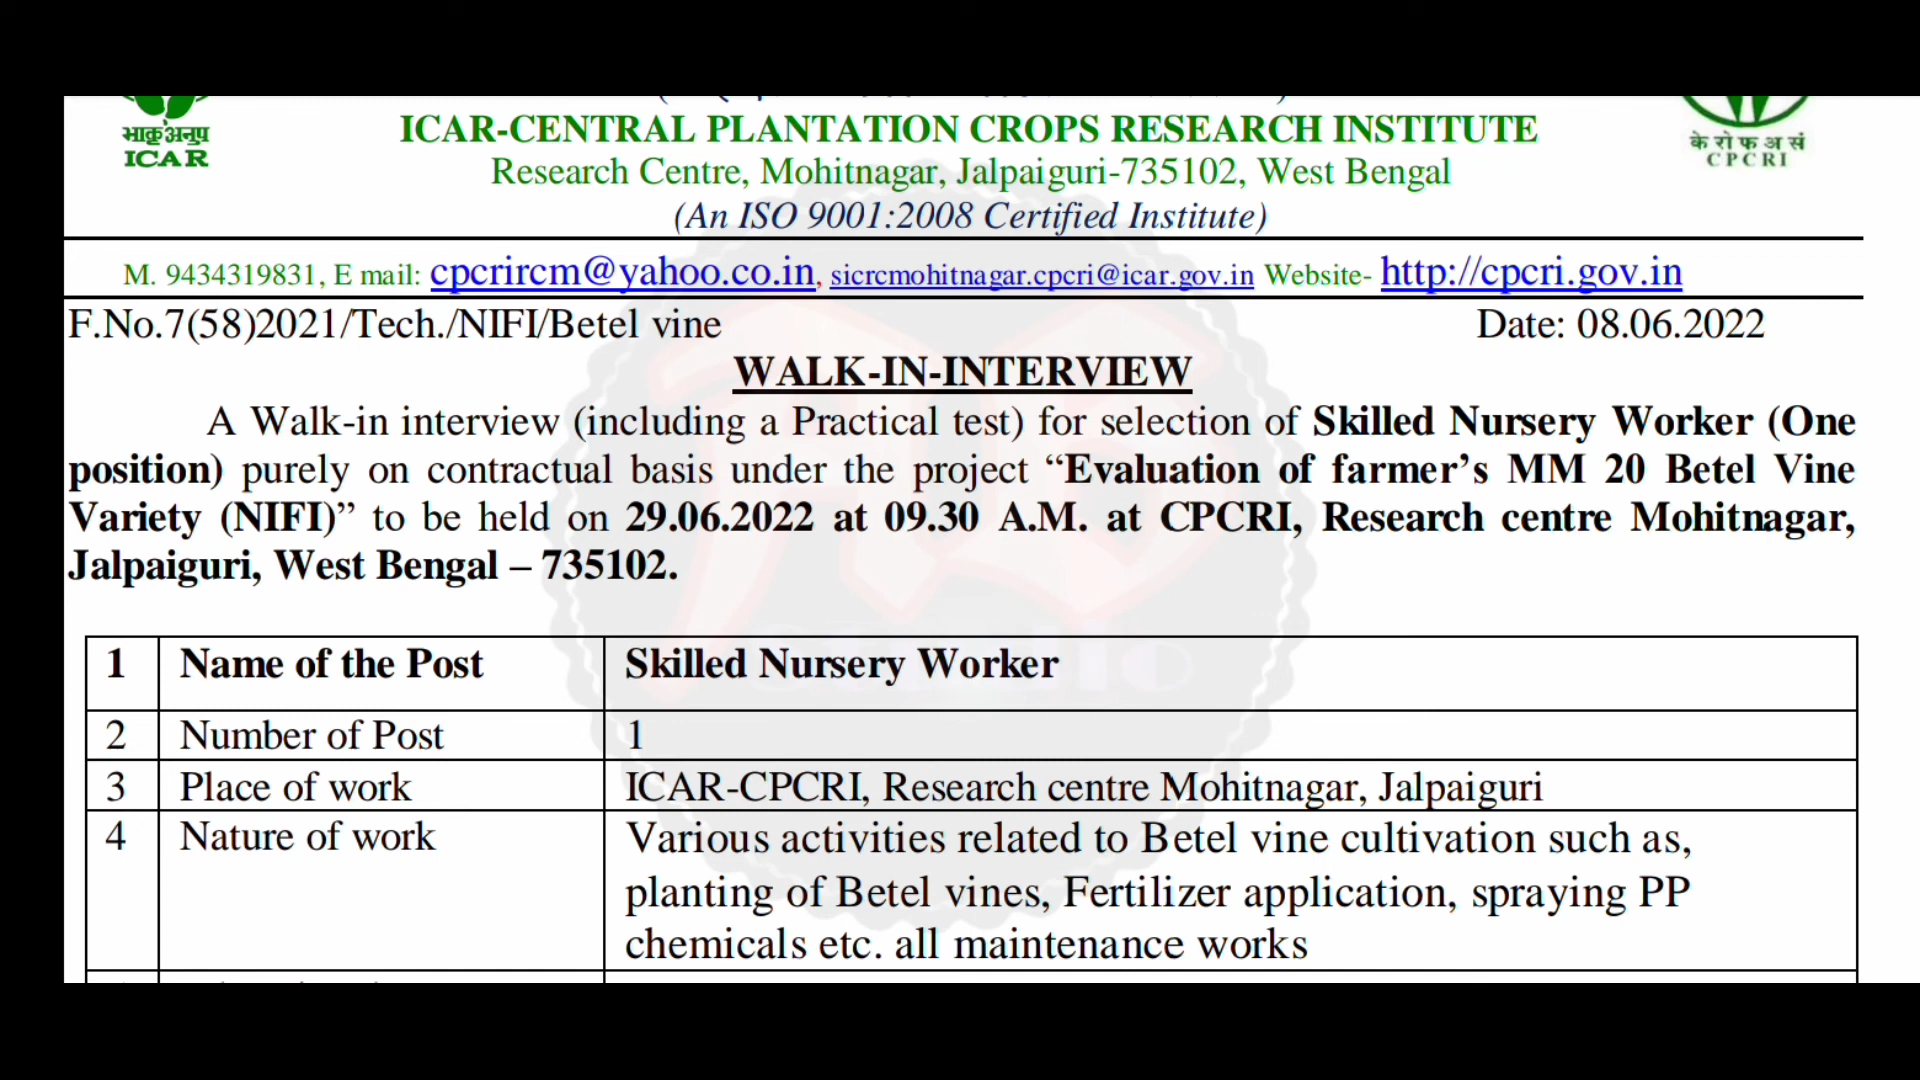 भाकृअनुप
ICAR
ICAR-CENTRAL PLANTATION CROPS RESEARCH INSTITUTE
Research Centre, Mohitnagar, Jalpaiguri-735102, West Bengal
(An ISO 9001:2008 Certified Institute)
के रो फ अ सं
CPCRI
M. 9434319831, E mail: cpcrircm@yahoo.co.in, sicrcmohitnagar.cpcri@icar.gov.in Website- http://cpcri.gov.in
F.No.7(58)2021/Tech./NIFI/Betel vine Date: 08.06.2022
WALK-IN-INTERVIEW
A Walk-in interview (including a Practical test) for selection of Skilled Nursery Worker (One
position) purely on contractual basis under the project “Evaluation of farmer’s MM 20 Betel Vine
Variety (NIFI)” to be held on 29.06.2022 at 09.30 A.M. at CPCRI, Research centre Mohitnagar,
Jalpaiguri, West Bengal – 735102.
1 Name of the Post Skilled Nursery Worker
2 Number of Post 1
3 Place of work ICAR-CPCRI, Research centre Mohitnagar, Jalpaiguri
4 Nature of work Various activities related to Betel vine cultivation such as,
planting of Betel vines, Fertilizer application, spraying PP
chemicals etc. all maintenance works